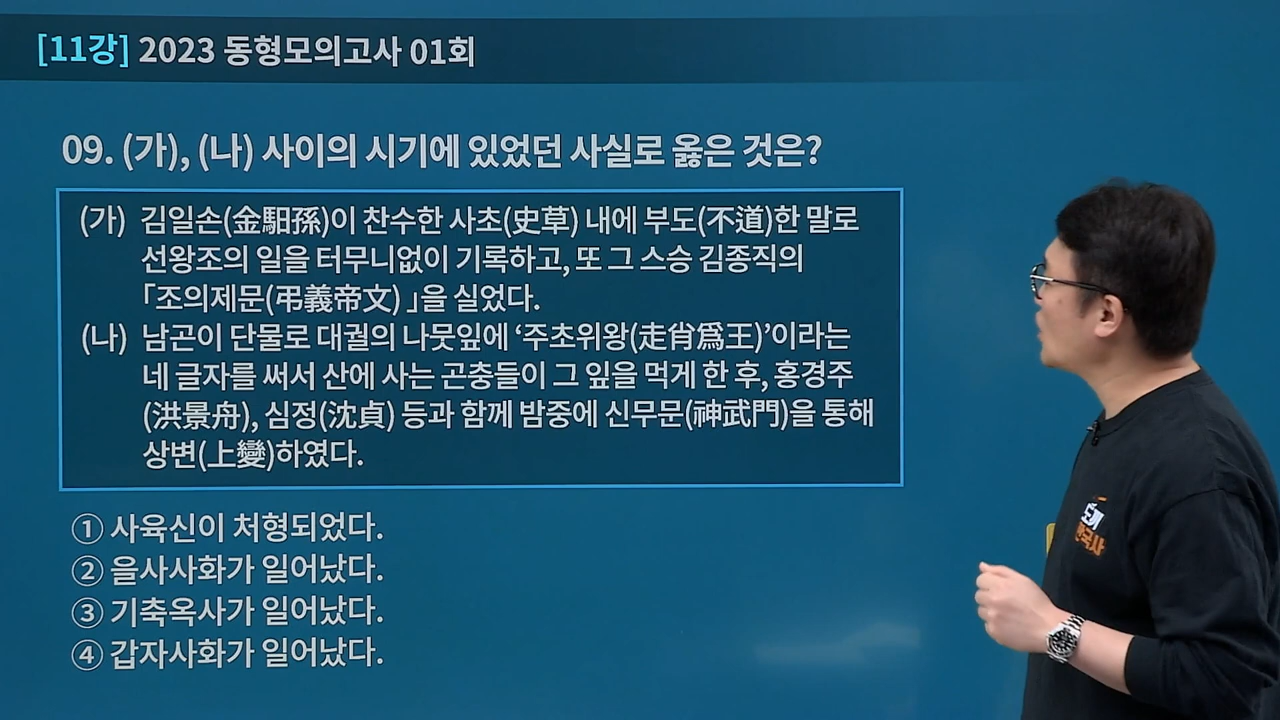 [11강] 2023 동형모의고사 01회
09. (가), (나) 사이의 시기에 있었던 사실로 옳은 것은?
(가) 김일손(金馹孫)이 찬수한 사초(史草) 내에 부도(不道)한 말로
선왕조의 일을 터무니없이 기록하고, 또 그 스승 김종직의
「조의제문(弔義帝文) 」을 실었다.
(나) 남곤이 단물로 대궐의 나뭇잎에 ‘주초위왕(走肖爲王)’이라는
네 글자를 써서 산에 사는 곤충들이 그 잎을 먹게 한 후, 홍경주
(洪景舟), 심정(沈貞) 등과 함께 밤중에 신무문(神武門)을 통해
상변(上變)하였다.
① 사육신이 처형되었다.
② 을사사화가 일어났다.
③ 기축옥사가 일어났다.
④ 갑자사화가 일어났다.
도끼
한국사